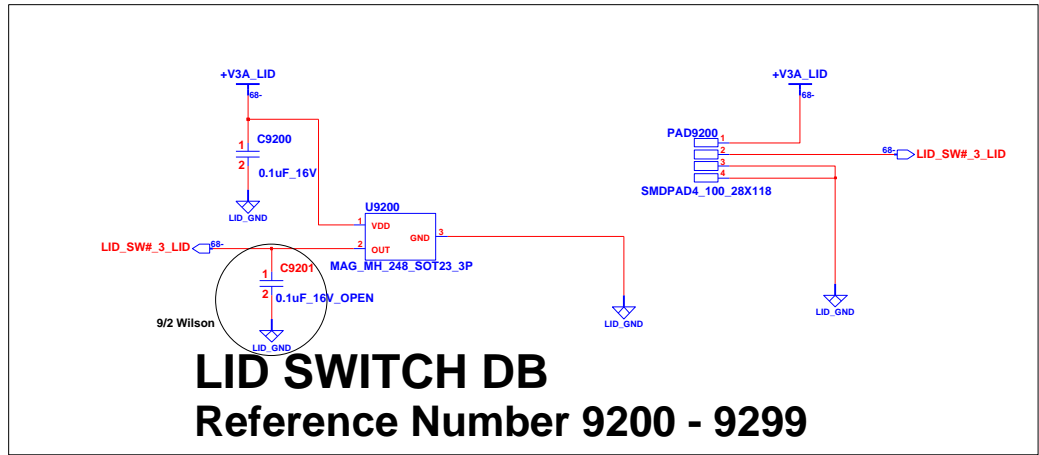 +V3A_LID
68-
C9200
1
2
0.1uF_16V
LID_GND
U9200
1
VDD
GND
3
LID_SW#_3_LID
68-
2
OUT
MAG_MH_248_SOT23_3P
C9201
1
2
0.1uF_16V_OPEN
9/2 Wilson
LID_GND
LID_GND
+V3A_LID
68-
PAD9200
1
2
68-
LID_SW#_3_LID
3
4
SMDPAD4_100_28X118
LID_GND
LID SWITCH DB
Reference Number 9200 - 9299